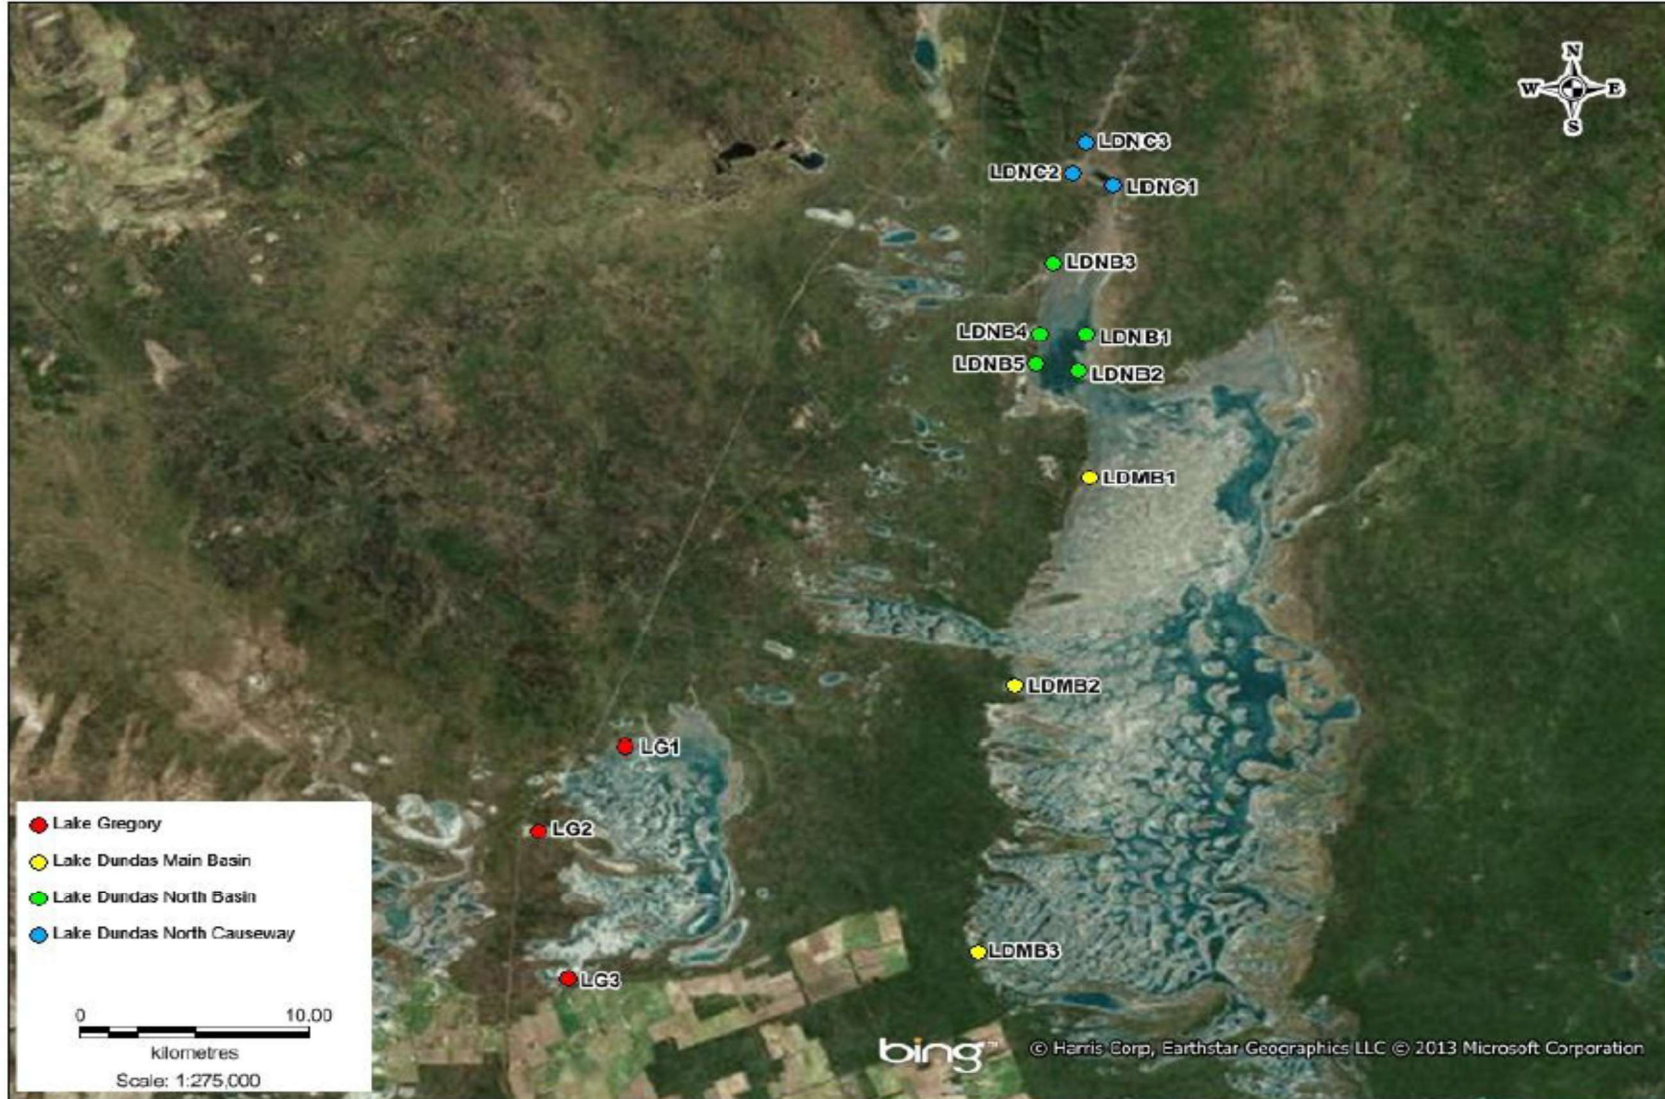 N
W E
S
LDNC3
LDNC2
LDNC1
LDNB3
LDNB4
LDNB1
LDNB5
LDNB2
LDMB1
LDMB2
LG1
LG2
LDMB3
LG3
Lake Gregory
Lake Dundas Main Basin
Lake Dundas North Basin
Lake Dundas North Causeway
0 10.00
kilometres
Scale: 1:275,000
bing™
© Harris Corp, Earthstar Geographics LLC © 2013 Microsoft Corporation